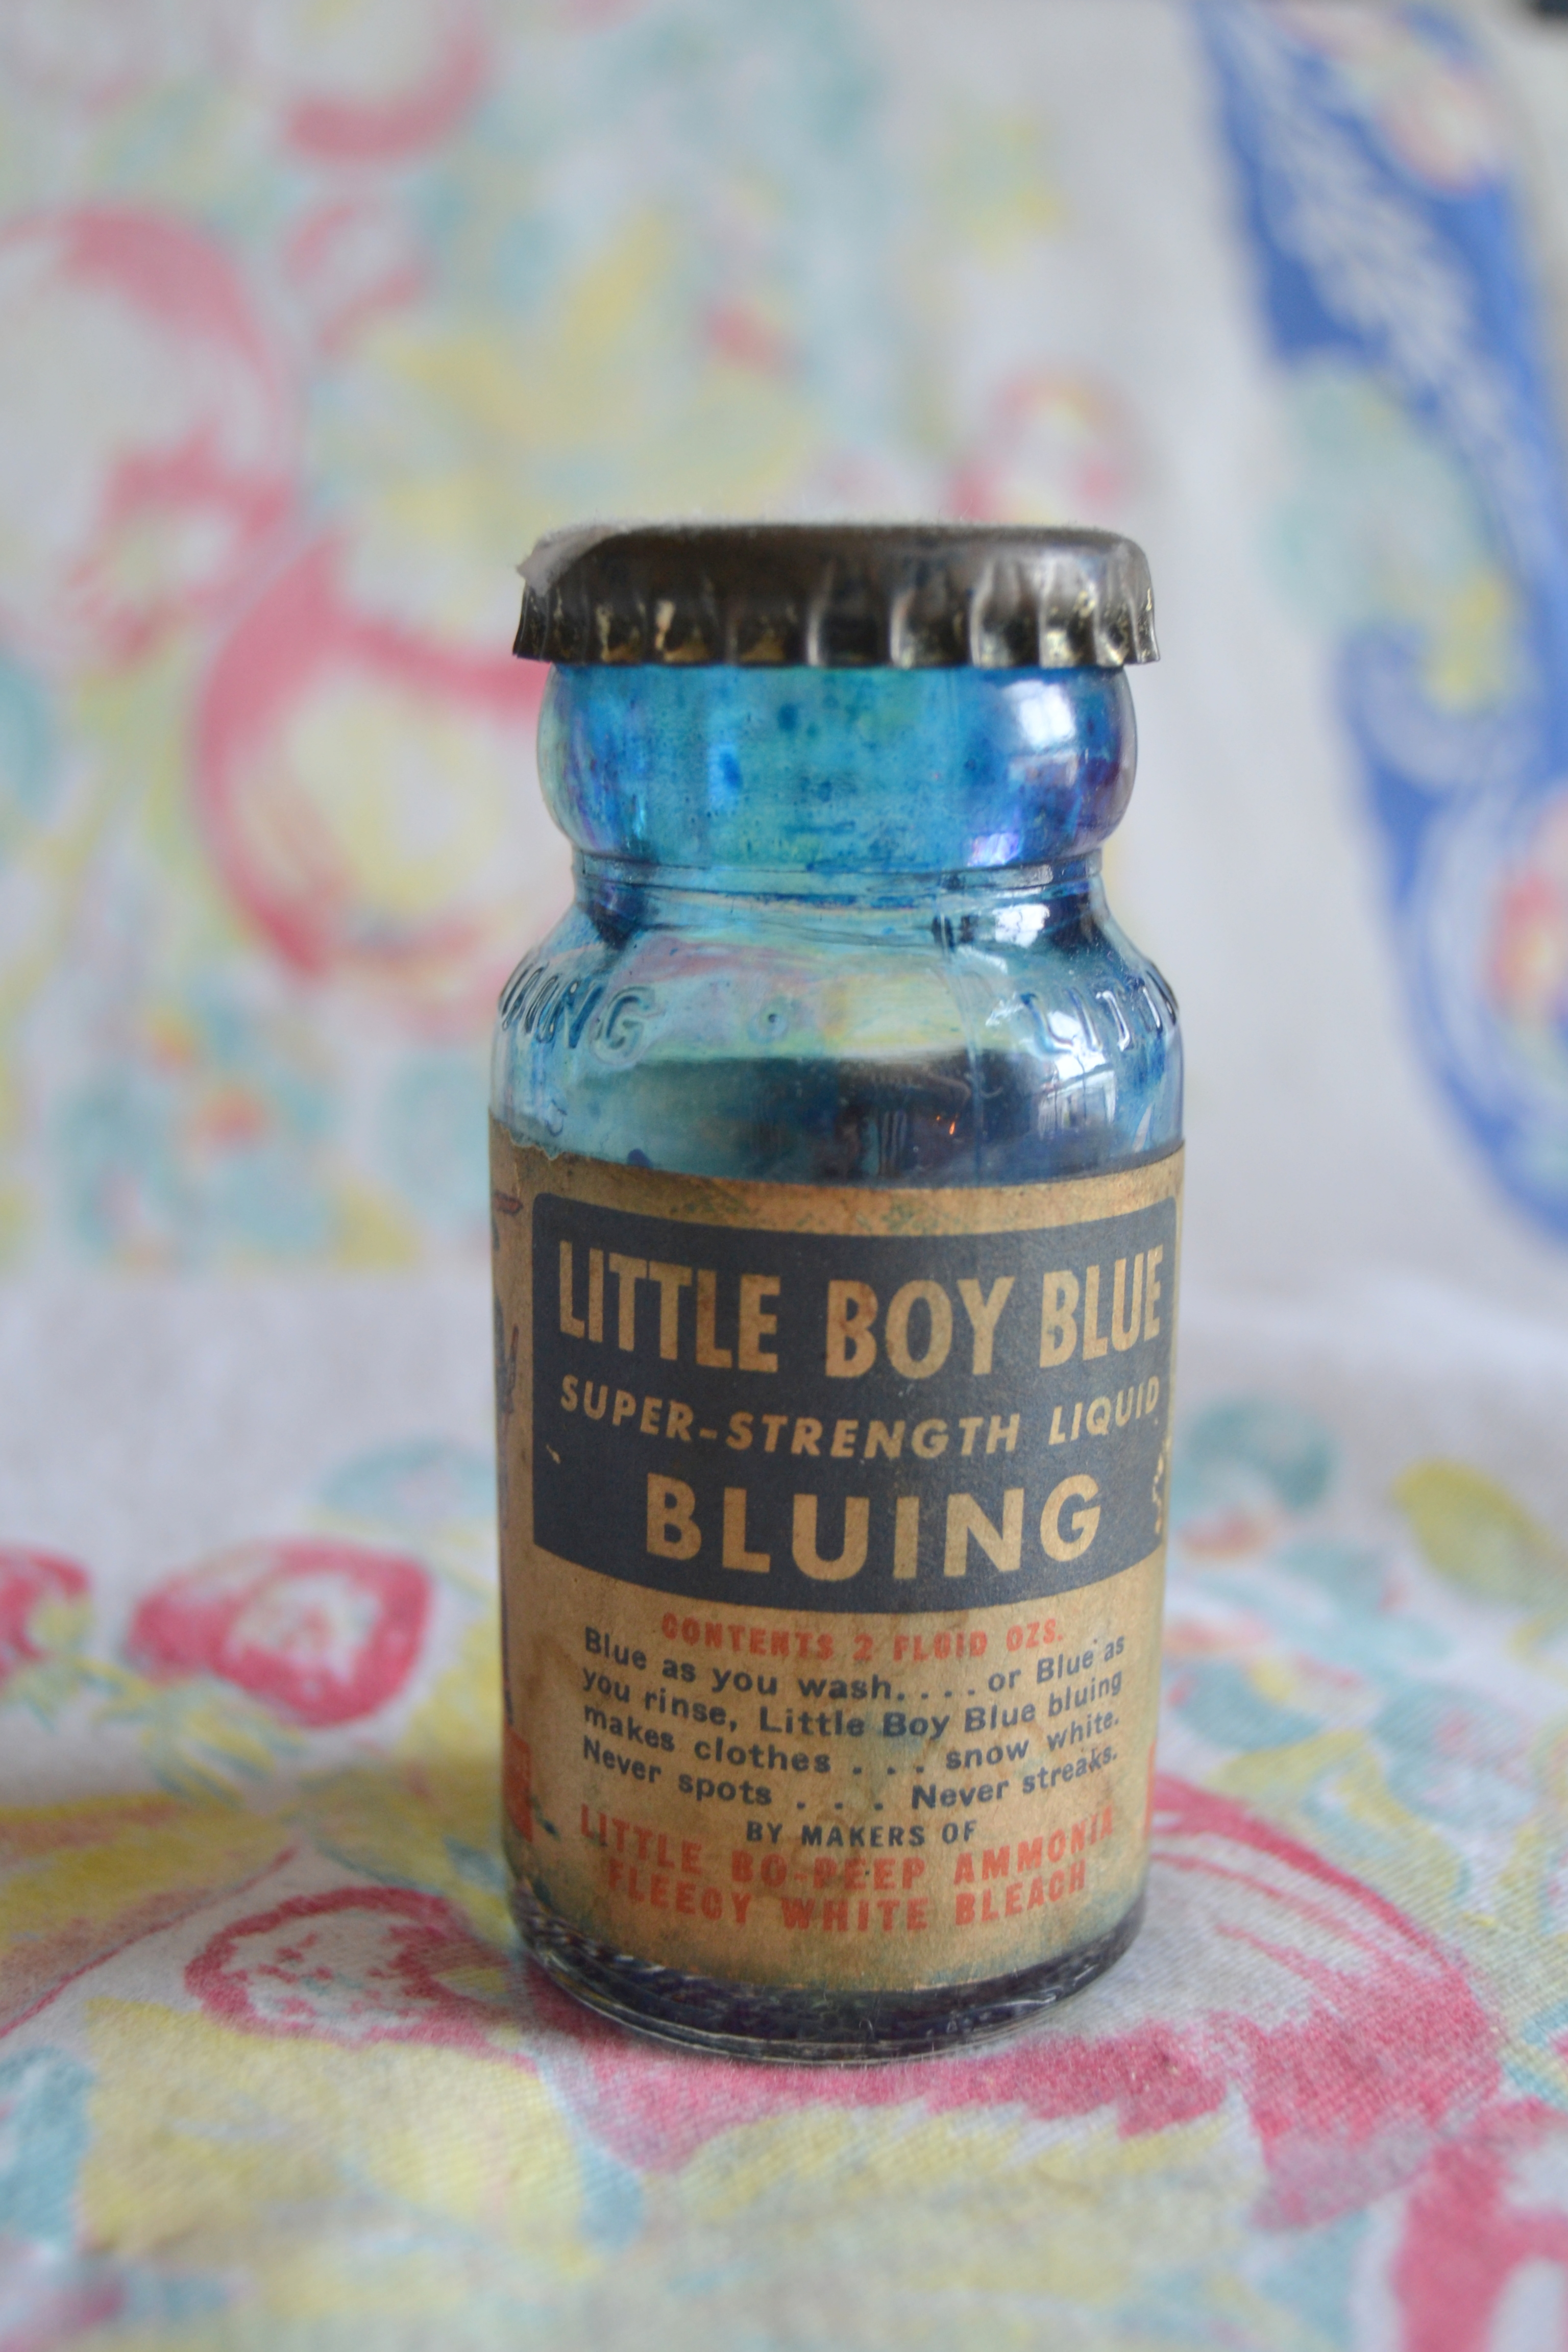 LITTLE BOY BLUE
SUPER-STRENGTH LIQUID
BLUING
CONTENTS 2 FLUID OZS.
Blue as you wash. . . . or Blue as
you rinse, Little Boy Blue bluing
makes clothes . . . snow white.
Never spots . . . Never streaks.
BY MAKERS OF
LITTLE BO-PEEP AMMONIA
FLEECY WHITE BLEACH